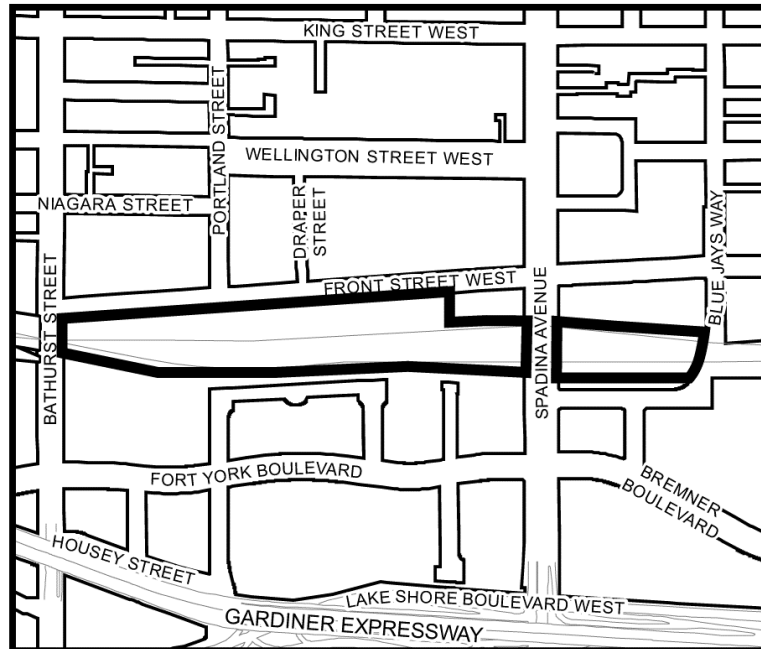 KING STREET WEST
PORTLAND STREET
WELLINGTON STREET WEST
NIAGARA STREET
DRAPER
STREET
BLUE JAYS WAY
FRONT STREET WEST
BATHURST STREET
SPADINA AVENUE
FORT YORK BOULEVARD
BREMNER
BOULEVARD
HOUSEY STREET
LAKE SHORE BOULEVARD WEST
GARDINER EXPRESSWAY